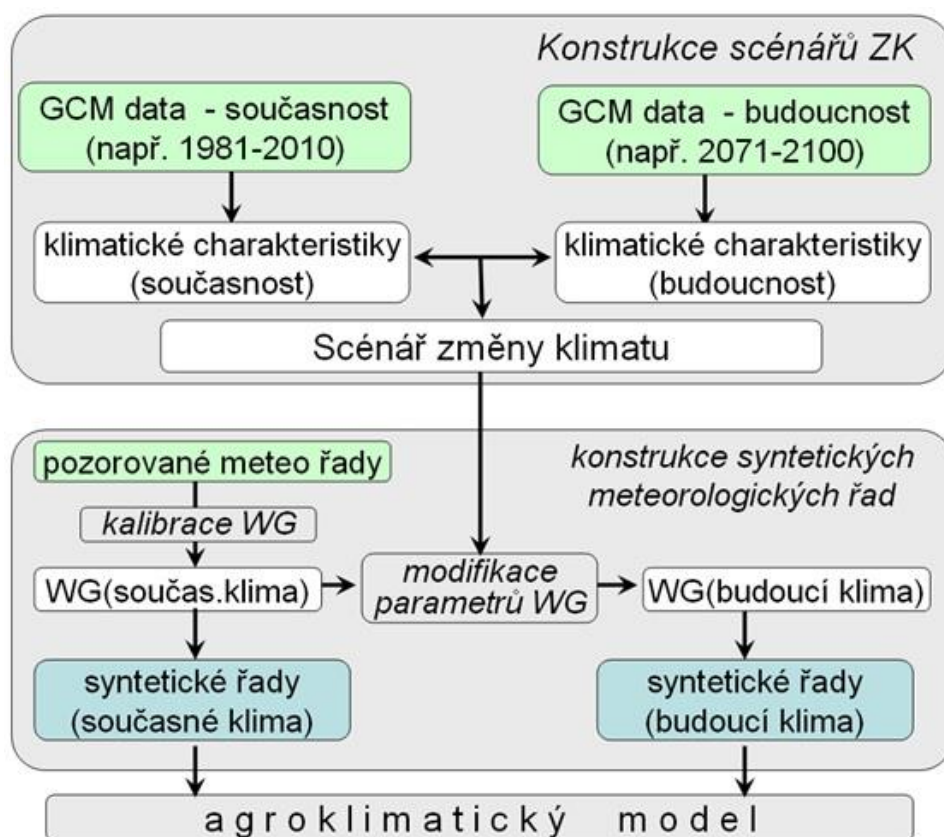 Konstrukce scénářů ZK
GCM data - současnost
(např. 1981-2010)
GCM data - budoucnost
(např. 2071-2100)
klimatické charakteristiky
(současnost)
klimatické charakteristiky
(budoucnost)
Scénář změny klimatu
pozorované meteo řady
konstrukce syntetických
meteorologických řad
kalibrace WG
WG(součas.klima)
modifikace
parametrů WG
WG(budoucí klima)
syntetické řady
(současné klima)
syntetické řady
(budoucí klima)
agroklimatický model